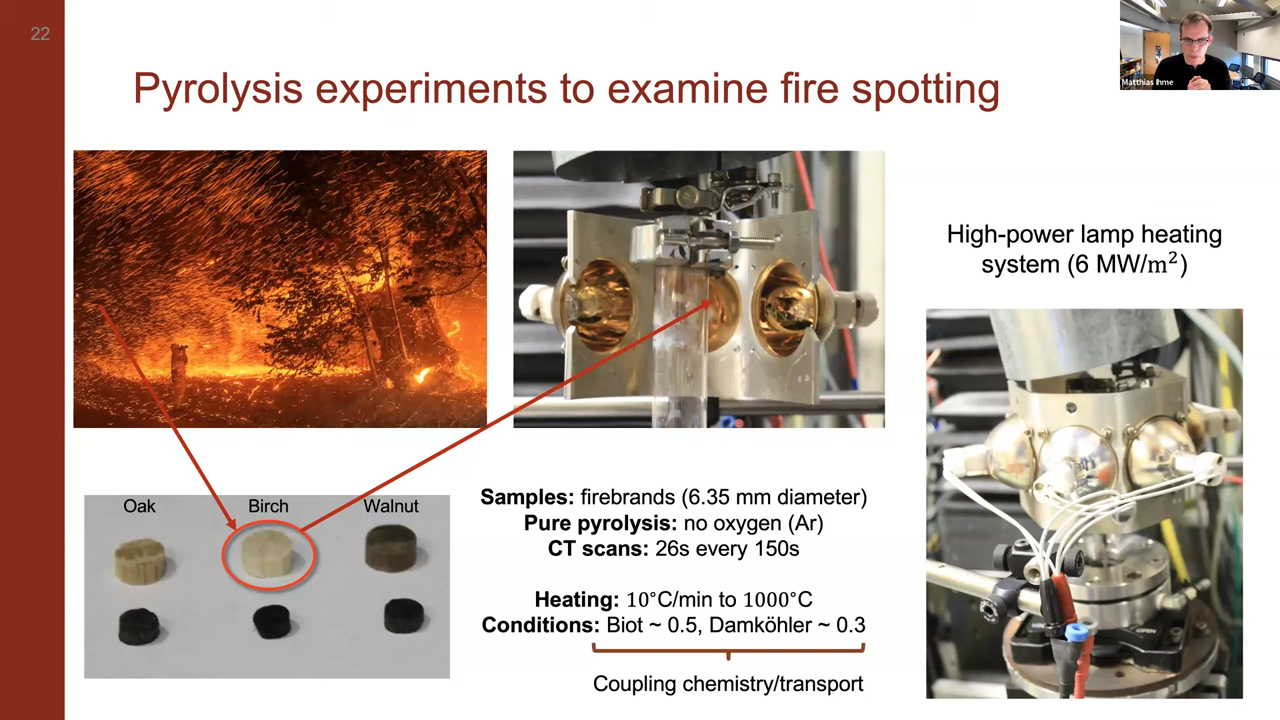 22
Matthias Ihme
Pyrolysis experiments to examine fire spotting
High-power lamp heating
system (6 MW/m²)
Oak Birch Walnut
Samples: firebrands (6.35 mm diameter)
Pure pyrolysis: no oxygen (Ar)
CT scans: 26s every 150s
Heating: 10°C/min to 1000°C
Conditions: Biot ~ 0.5, Damköhler ~ 0.3
Coupling chemistry/transport
OPEN